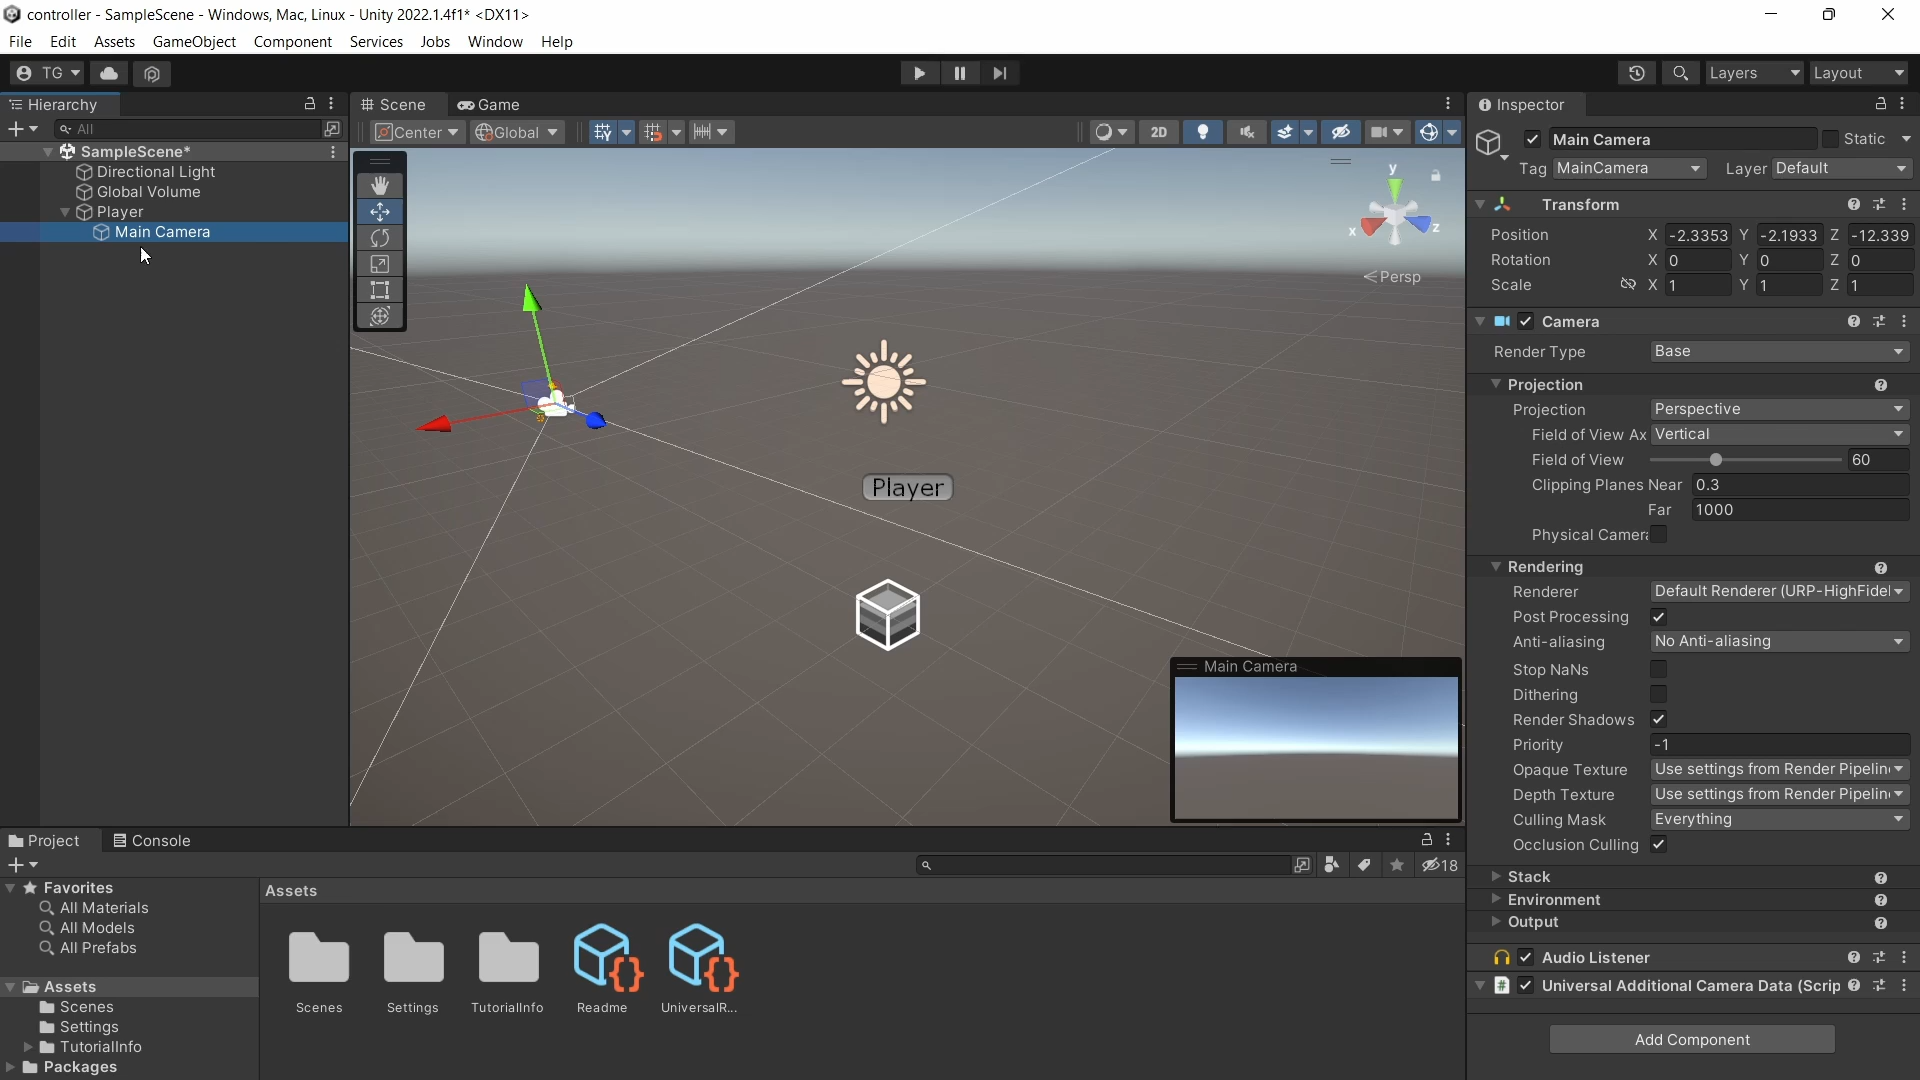 controller - SampleScene - Windows, Mac, Linux - Unity 2022.1.4f1* <DX11>
File Edit Assets GameObject Component Services Jobs Window Help
TG Layers Layout
Hierarchy
All
SampleScene*
Directional Light
Global Volume
Player
Main Camera
Scene Game
Center Global 2D
y
x
z
Persp
Player
Main Camera
Inspector
Main Camera Static
Tag MainCamera Layer Default
Transform
Position X -2.3353 Y -2.1933 Z -12.339
Rotation X 0 Y 0 Z 0
Scale X 1 Y 1 Z 1
Camera
Render Type Base
Projection
Projection Perspective
Field of View Ax Vertical
Field of View 60
Clipping Planes Near 0.3
Far 1000
Physical Camera
Rendering
Renderer Default Renderer (URP-HighFidel
Post Processing
Anti-aliasing No Anti-aliasing
Stop NaNs
Dithering
Render Shadows
Priority -1
Opaque Texture Use settings from Render Pipelin
Depth Texture Use settings from Render Pipelin
Culling Mask Everything
Occlusion Culling
Stack
Environment
Output
Audio Listener
# Universal Additional Camera Data (Scrip
Add Component
Project Console
18
Favorites
All Materials
All Models
All Prefabs
Assets
Scenes
Settings
TutorialInfo
Packages
Assets
Scenes Settings TutorialInfo Readme UniversalR...